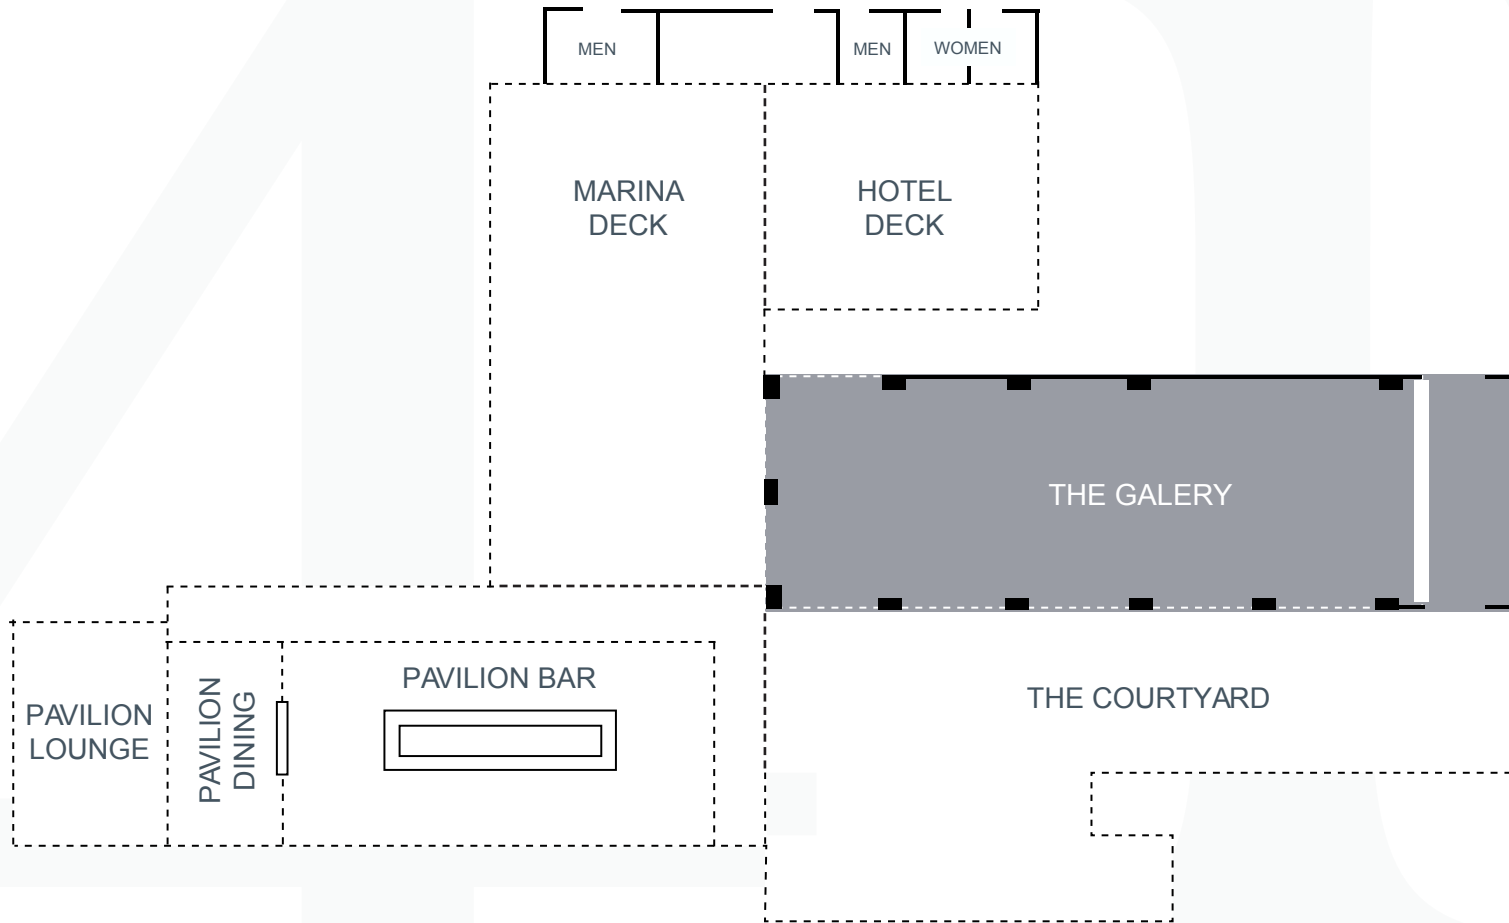 MEN
MEN
WOMEN
MARINA
DECK
HOTEL
DECK
THE GALERY
PAVILION
LOUNGE
PAVILION
DINING
PAVILION BAR
THE COURTYARD